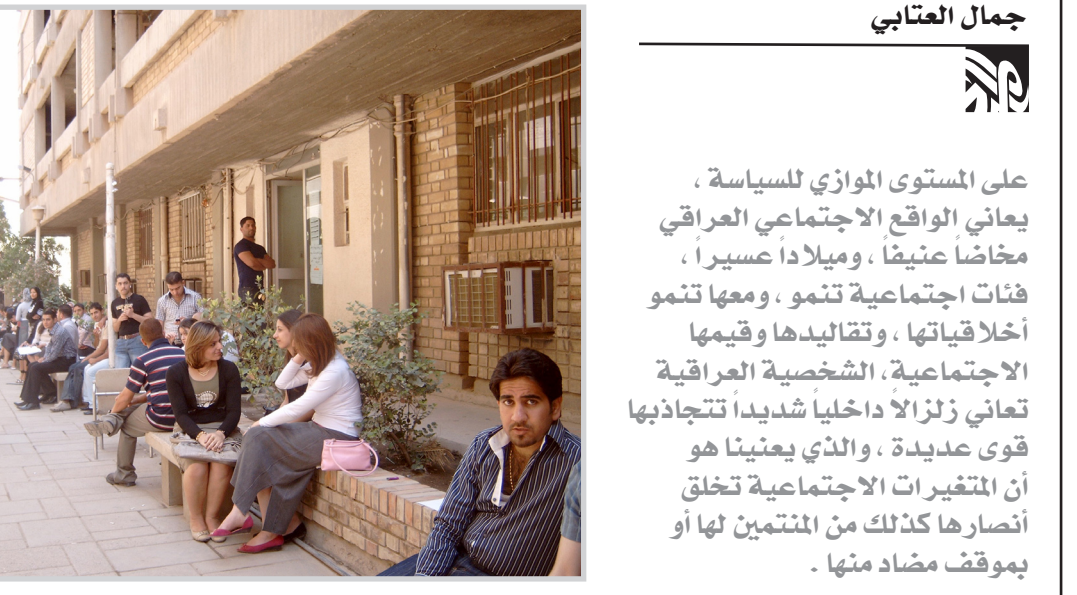 جمال العتابي
على المستوى الموازي للسياسة ،
يعاني الواقع الاجتماعي العراقي
مخاضاً عنيفاً ، وميلاداً عسيراً ،
فئات اجتماعية تنمو ، ومعها تنمو
أخلاقياتها ، وتقاليدها وقيمها
الاجتماعية، الشخصية العراقية
تعاني زلزالاً داخلياً شديداً تتجاذبها
قوى عديدة ، والذي يعنينا هو
أن المتغيرات الاجتماعية تخلق
أنصارها كذلك من المنتمين لها أو
بموقف مضاد منها .